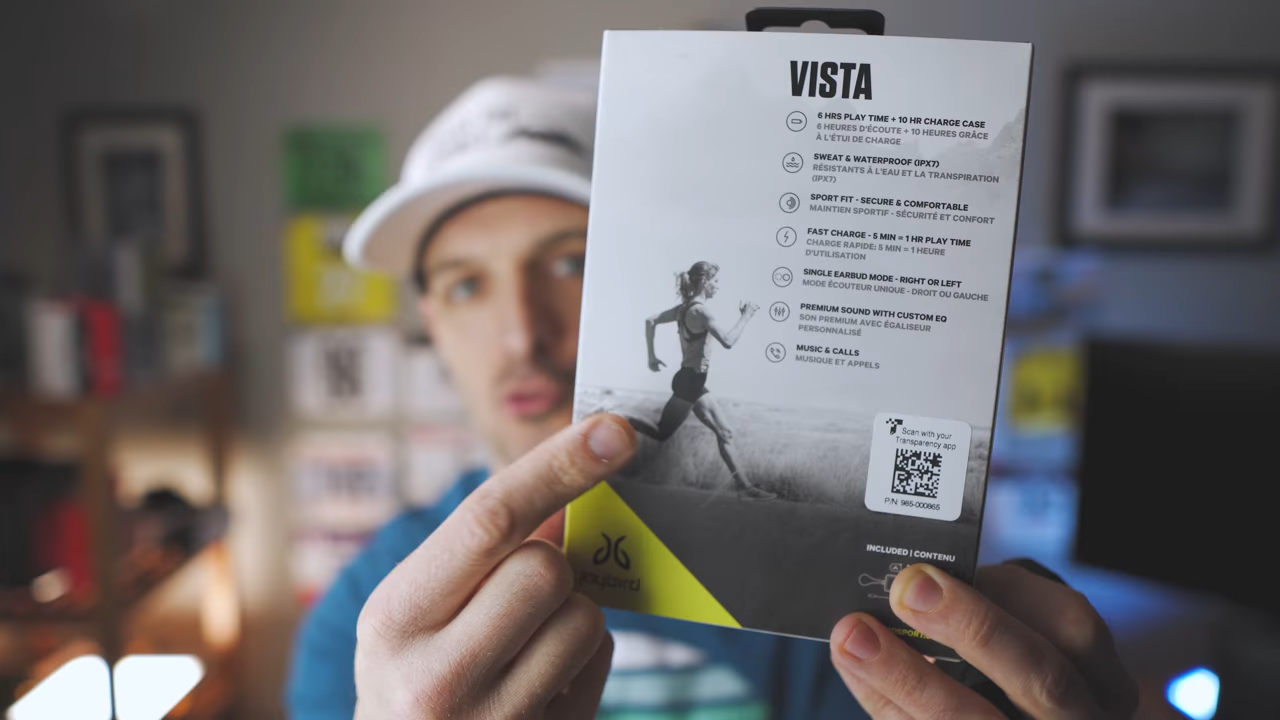 VISTA
6 HRS PLAY TIME + 10 HR CHARGE CASE
6 HEURES D'ÉCOUTE + 10 HEURES GRÂCE
À L'ÉTUI DE CHARGE
SWEAT & WATERPROOF (IPX7)
RÉSISTANTS À L'EAU ET LA TRANSPIRATION
(IPX7)
SPORT FIT - SECURE & COMFORTABLE
MAINTIEN SPORTIF - SÉCURITÉ ET CONFORT
FAST CHARGE - 5 MIN = 1 HR PLAY TIME
CHARGE RAPIDE: 5 MIN = 1 HEURE
D'UTILISATION
SINGLE EARBUD MODE - RIGHT OR LEFT
MODE ÉCOUTEUR UNIQUE - DROIT OU GAUCHE
PREMIUM SOUND WITH CUSTOM EQ
SON PREMIUM AVEC ÉGALISEUR
PERSONNALISÉ
MUSIC & CALLS
MUSIQUE ET APPELS
Scan with your
Transparency app
P/N: 985-000865
INCLUDED | CONTENU
jaybird